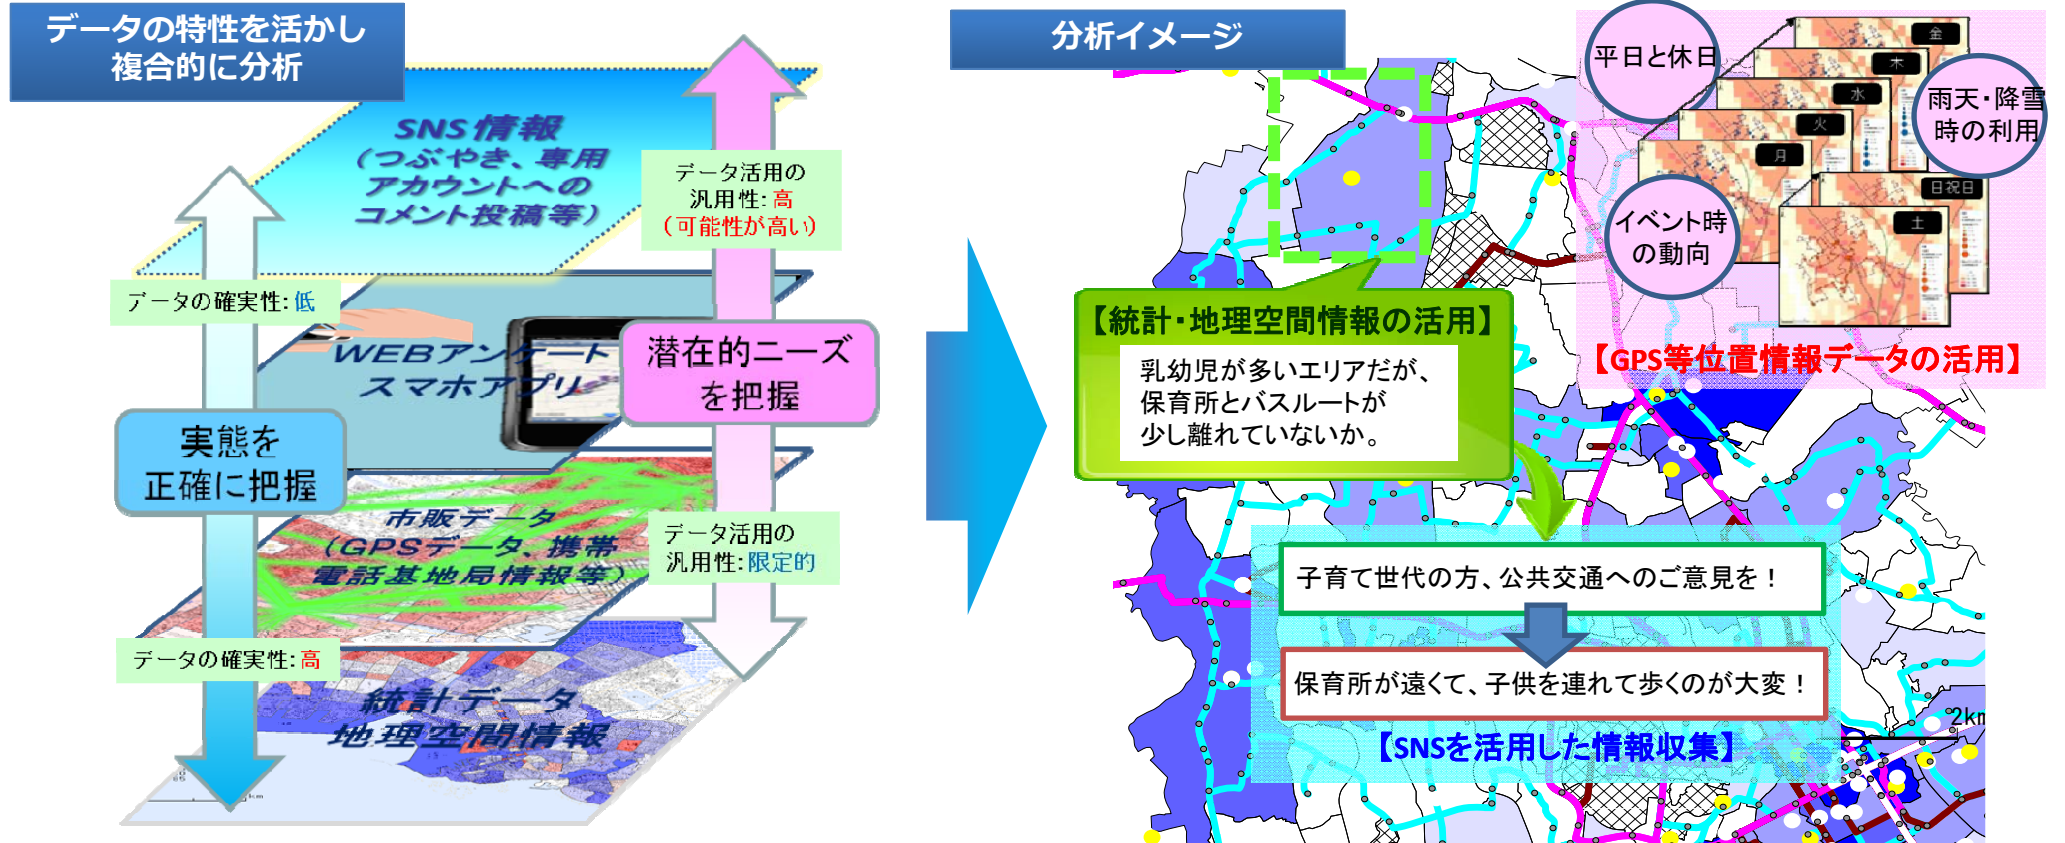 データの特性を活かし
複合的に分析
SNS情報
（つぶやき、専用
アカウントへの
コメント投稿等）
データ活用の
汎用性：高
（可能性が高い）
データの確実性：低
WEBアンケート
スマホアプリ
潜在的ニーズ
を把握
実態を
正確に把握
市販データ
（GPSデータ、携帯
電話基地局情報等）
データ活用の
汎用性：限定的
データの確実性：高
統計データ
地理空間情報
分析イメージ
平日と休日
金
木
水
火
月
日祝日
土
雨天・降雪
時の利用
イベント時
の動向
【GPS等位置情報データの活用】
【統計・地理空間情報の活用】
乳幼児が多いエリアだが、
保育所とバスルートが
少し離れていないか。
子育て世代の方、公共交通へのご意見を！
保育所が遠くて、子供を連れて歩くのが大変！
【SNSを活用した情報収集】
2km